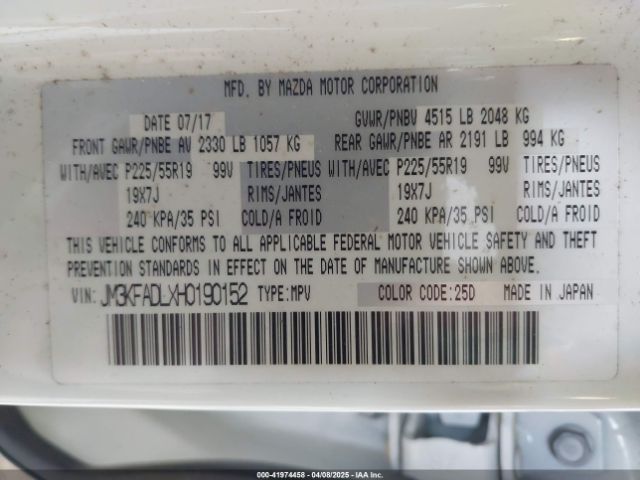 MFD. BY MAZDA MOTOR CORPORATION
DATE 07/17 GVWR/PNBV 4515 LB 2048 KG
FRONT GAWR/PNBE AV 2330 LB 1057 KG REAR GAWR/PNBE AR 2191 LB 994 KG
WITH/AVEC P225/55R19 99V TIRES/PNEUS WITH/AVEC P225/55R19 99V TIRES/PNEUS
19X7J RIMS/JANTES 19X7J RIMS/JANTES
240 KPA/35 PSI COLD/A FROID 240 KPA/35 PSI COLD/A FROID
THIS VEHICLE CONFORMS TO ALL APPLICABLE FEDERAL MOTOR VEHICLE SAFETY AND THEFT
PREVENTION STANDARDS IN EFFECT ON THE DATE OF MANUFACTURE SHOWN ABOVE.
VIN: JM3KFADLXH0190152 TYPE:MPV COLOR CODE:25D MADE IN JAPAN
00-41974458 - 04/08/2025 - IAA Inc.